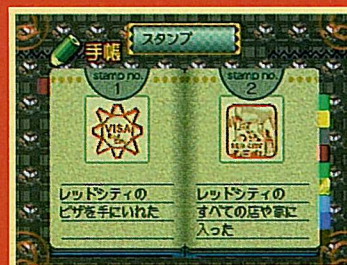 スタンプ
手帳
stamp no.
1
VISA
レッドシティの
ビザを手にいれた
stamp no.
2
レッドシティの
すべての店や家に
入った